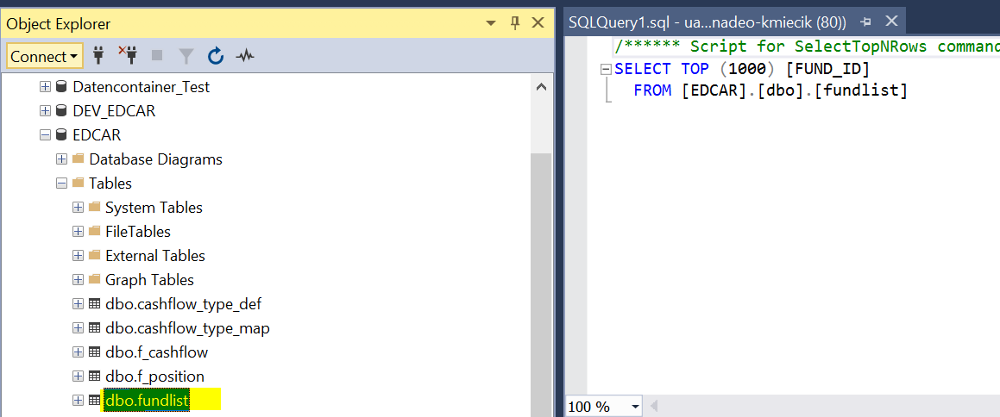 Object Explorer
Connect
Datencontainer_Test
DEV_EDCAR
EDCAR
Database Diagrams
Tables
System Tables
FileTables
External Tables
Graph Tables
dbo.cashflow_type_def
dbo.cashflow_type_map
dbo.f_cashflow
dbo.f_position
dbo.fundlist
SQLQuery1.sql - ua...nadeo-kmiecik (80))
/****** Script for SelectTopNRows command
SELECT TOP (1000) [FUND_ID]
FROM [EDCAR].[dbo].[fundlist]
100 %